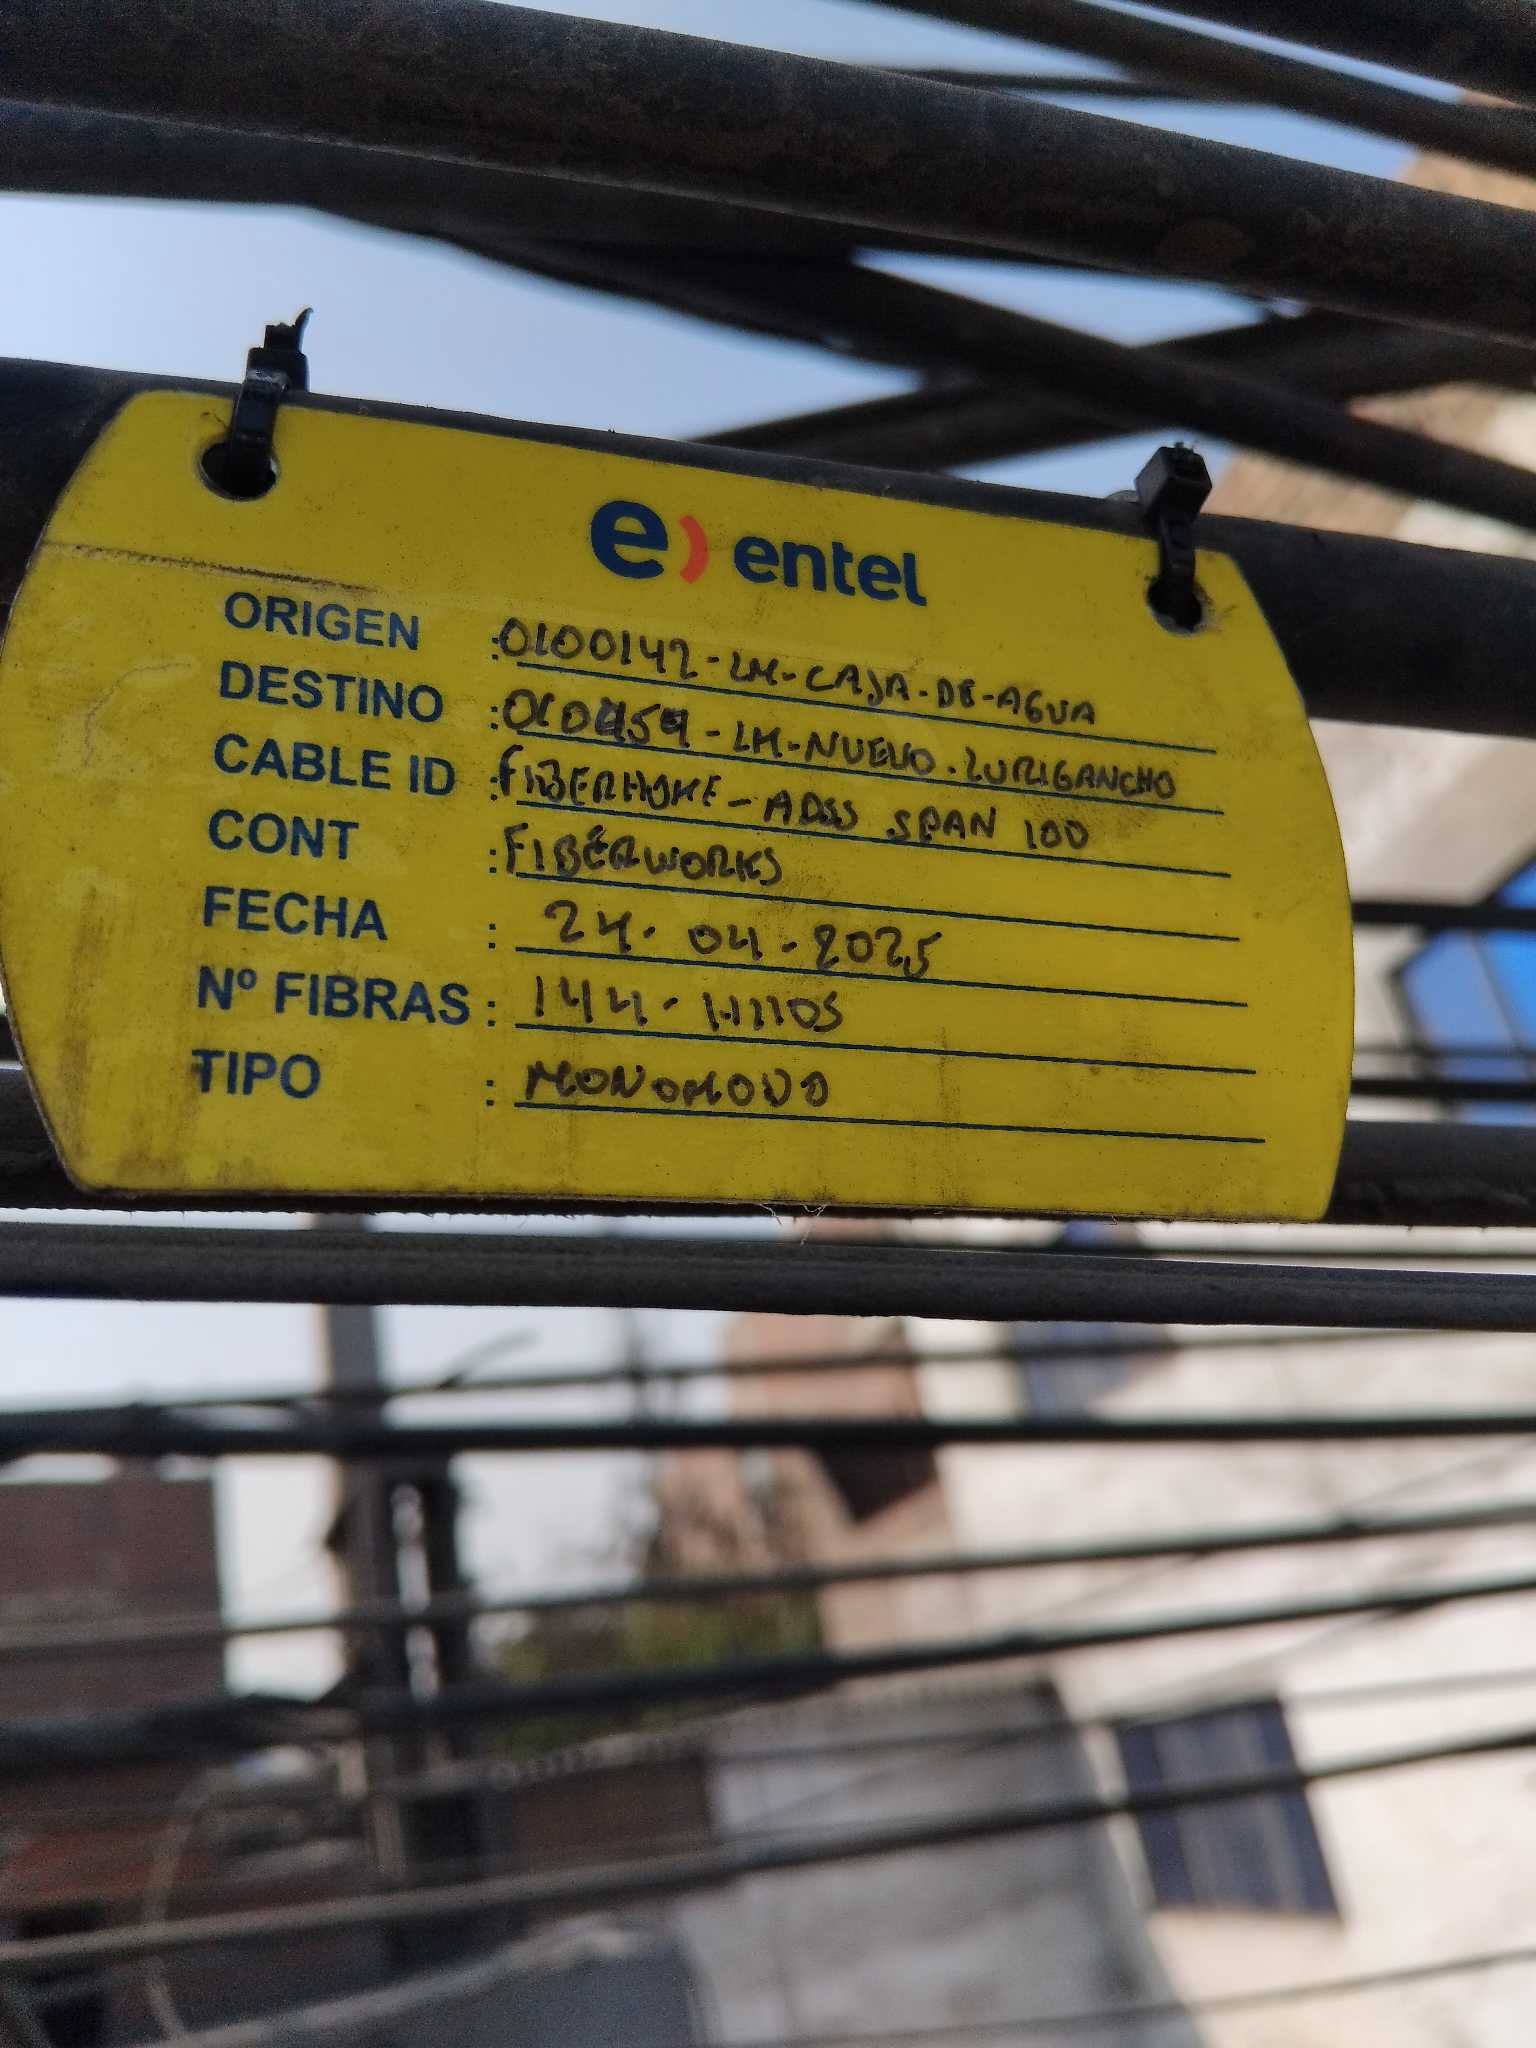 e) entel
ORIGEN : 0100142-LM-CAJA-DE-AGUA
DESTINO : 010459-LM-NUEVO-LURIGANCHO
CABLE ID : FIBERHOME-ADSS SPAN 100
CONT : FIBERWORKS
FECHA : 24-04-2025
Nº FIBRAS : 144-HILOS
TIPO : MONOMODO